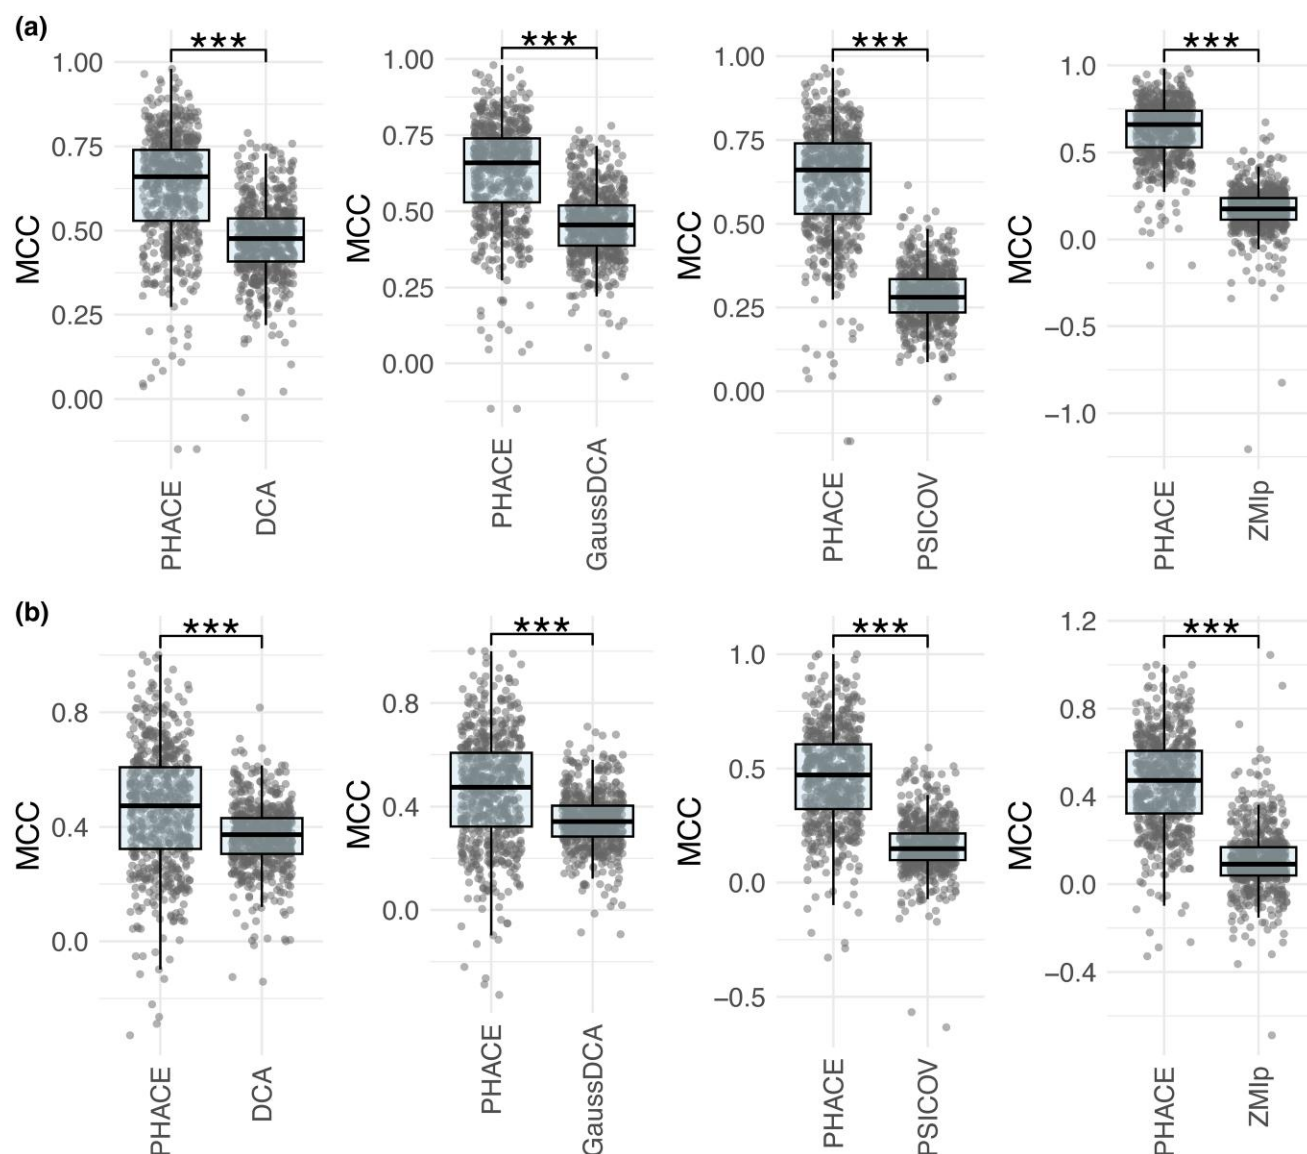 (a)
***
1.00
0.75
0.50
0.25
0.00
MCC
PHACE
DCA
***
1.00
0.75
0.50
0.25
0.00
MCC
PHACE
GaussDCA
***
1.00
0.75
0.50
0.25
0.00
MCC
PHACE
PSICOV
***
1.0
0.5
0.0
−0.5
−1.0
MCC
PHACE
ZMIp
(b)
***
0.8
0.4
0.0
MCC
PHACE
DCA
***
0.8
0.4
0.0
MCC
PHACE
GaussDCA
***
1.0
0.5
0.0
−0.5
MCC
PHACE
PSICOV
***
1.2
0.8
0.4
0.0
−0.4
MCC
PHACE
ZMIp